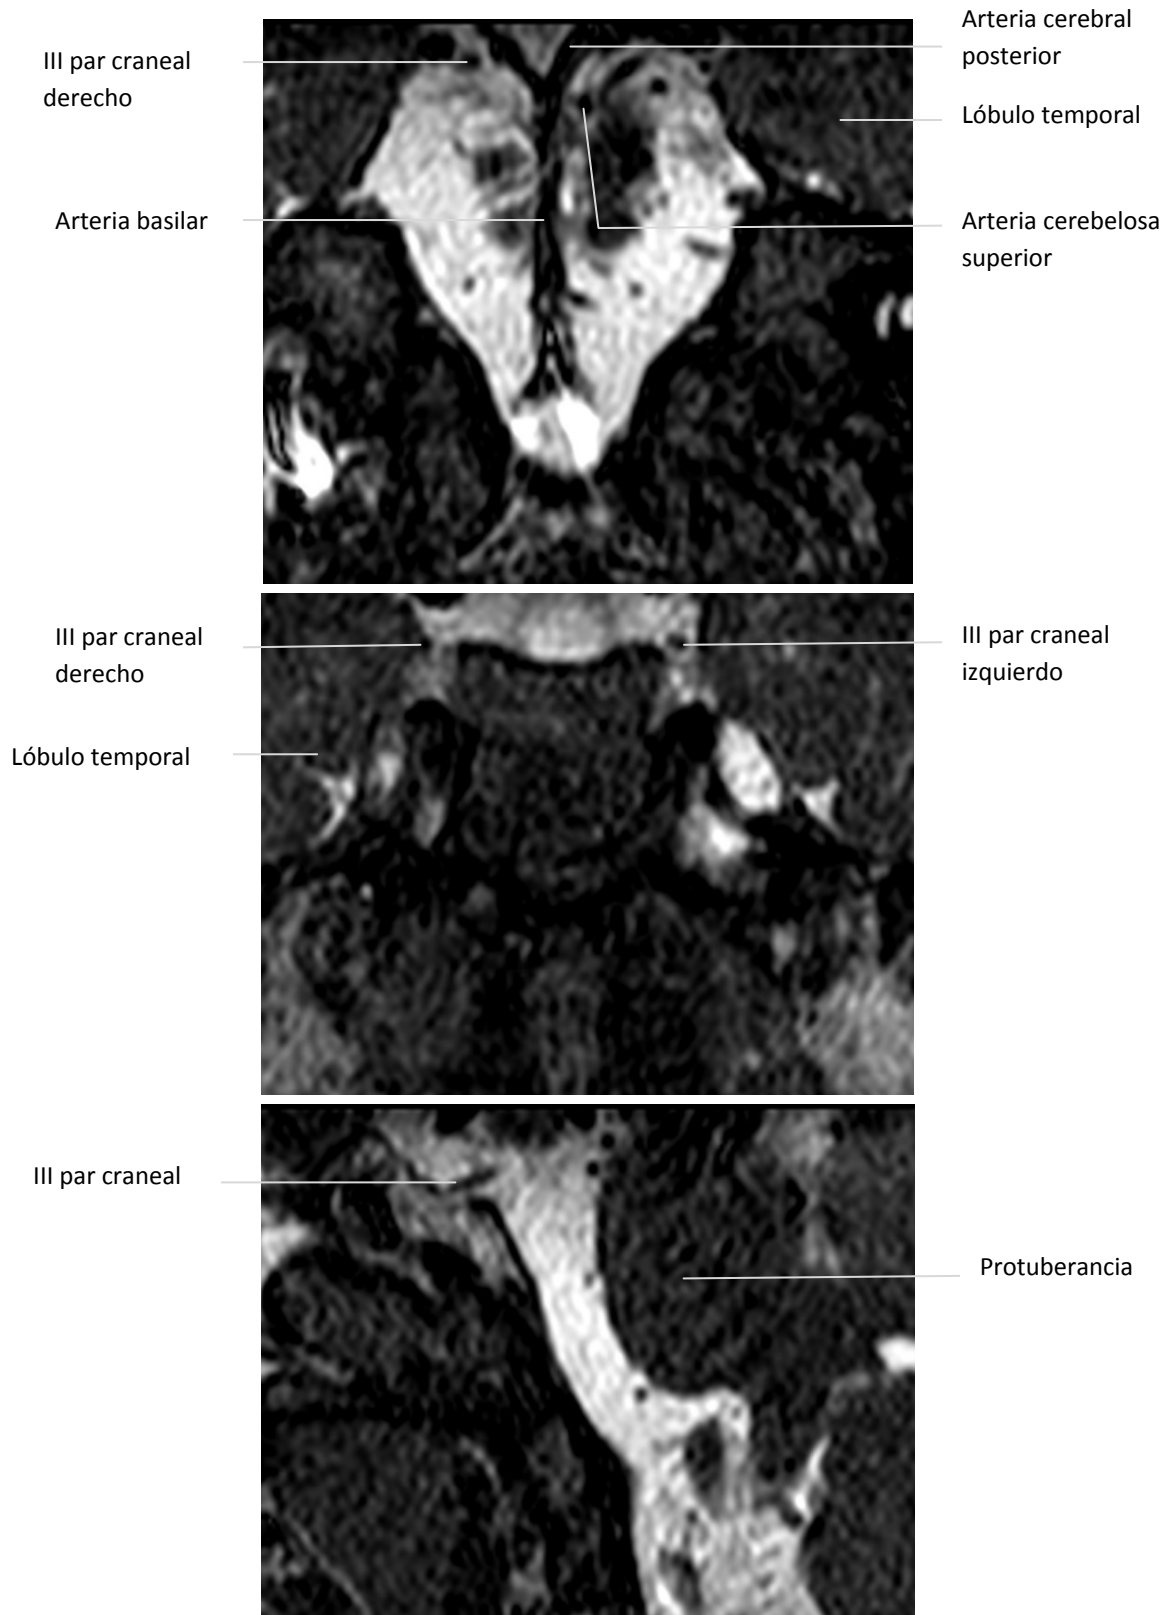 III par craneal
derecho
Arteria basilar
Arteria cerebral
posterior
Lóbulo temporal
Arteria cerebelosa
superior
III par craneal
derecho
Lóbulo temporal
III par craneal
izquierdo
III par craneal
Protuberancia